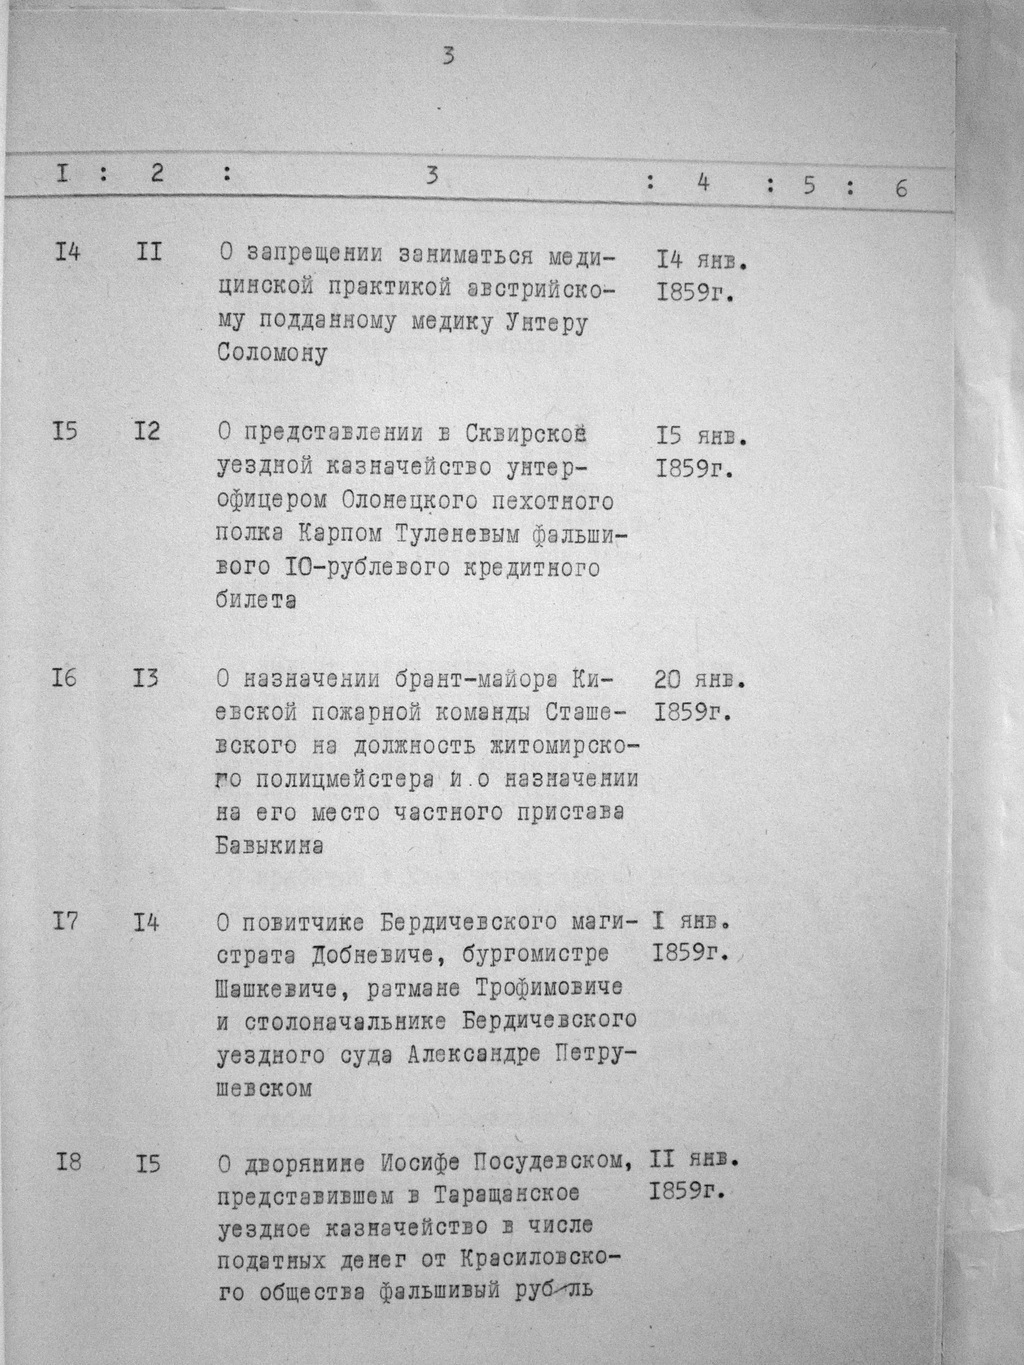 3
I : 2 : 3 : 4 : 5 : 6
I4 II О запрещении заниматься меди- I4 янв.
цинской практикой австрийско- I859г.
му подданному медику Унтеру
Соломону
I5 I2 О представлении в Сквирское I5 янв.
уездной казначейство унтер- I859г.
офицером Олонецкого пехотного
полка Карпом Туленевым фальши-
вого IO-рублевого кредитного
билета
I6 I3 О назначении брант-майора Ки- 20 янв.
евской пожарной команды Сташе- I859г.
вского на должность житомирско-
го полицмейстера и о назначении
на его место частного пристава
Бавыкина
I7 I4 О повитчике Бердичевского маги- I янв.
страта Добневиче, бургомистре I859г.
Шашкевиче, ратмане Трофимовиче
и столоначальнике Бердичевского
уездного суда Александре Петру-
шевском
I8 I5 О дворянине Иосифе Посудевском, II янв.
представившем в Таращанское I859г.
уездное казначейство в числе
податных денег от Красиловско-
го общества фальшивый рубль